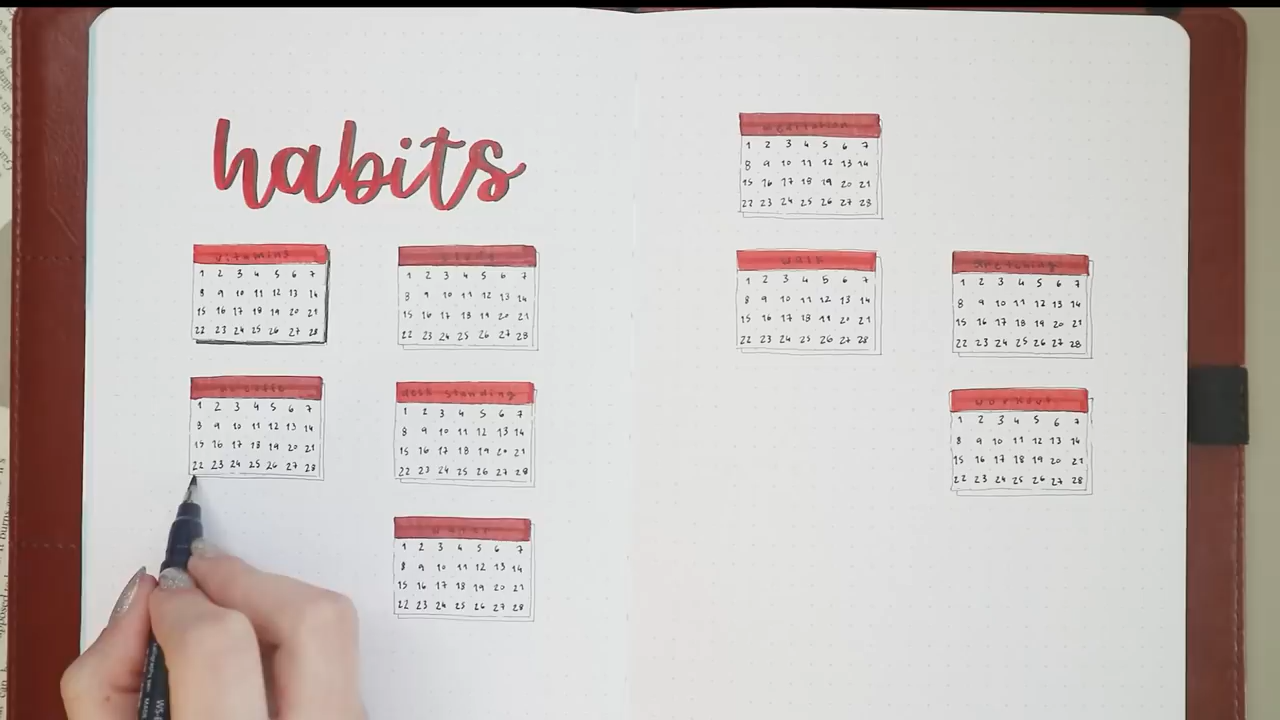 habits
vitamins
1 2 3 4 5 6 7
8 9 10 11 12 13 14
15 16 17 18 19 20 21
22 23 24 25 26 27 28
study
1 2 3 4 5 6 7
8 9 10 11 12 13 14
15 16 17 18 19 20 21
22 23 24 25 26 27 28
1 2 3 4 5 6 7
8 9 10 11 12 13 14
15 16 17 18 19 20 21
22 23 24 25 26 27 28
desk standing
1 2 3 4 5 6 7
8 9 10 11 12 13 14
15 16 17 18 19 20 21
22 23 24 25 26 27 28
1 2 3 4 5 6 7
8 9 10 11 12 13 14
15 16 17 18 19 20 21
22 23 24 25 26 27 28
meditation
1 2 3 4 5 6 7
8 9 10 11 12 13 14
15 16 17 18 19 20 21
22 23 24 25 26 27 28
walk
1 2 3 4 5 6 7
8 9 10 11 12 13 14
15 16 17 18 19 20 21
22 23 24 25 26 27 28
stretching
1 2 3 4 5 6 7
8 9 10 11 12 13 14
15 16 17 18 19 20 21
22 23 24 25 26 27 28
workout
1 2 3 4 5 6 7
8 9 10 11 12 13 14
15 16 17 18 19 20 21
22 23 24 25 26 27 28